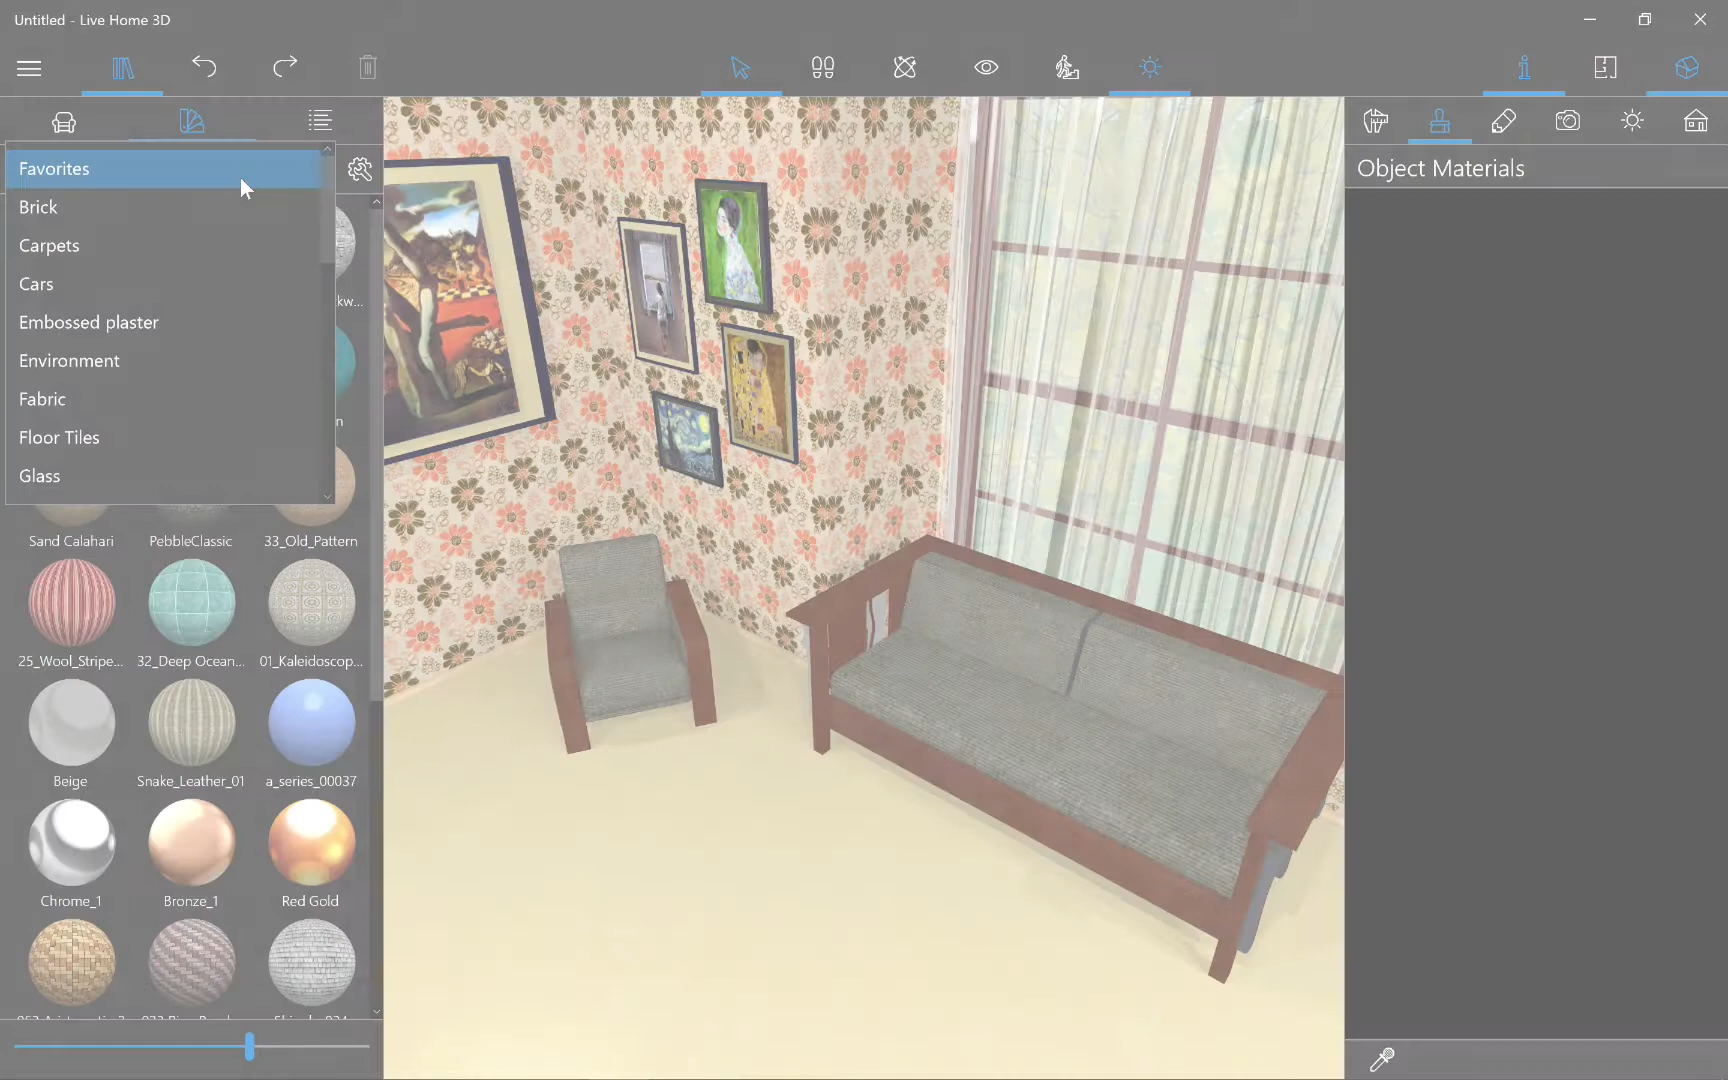 Untitled - Live Home 3D
Favorites
Object Materials
Brick
Carpets
Cars
kw...
Embossed plaster
Environment
Fabric
Floor Tiles
Glass
Sand Calahari PebbleClassic 33_Old_Pattern
25_Wool_Stripe... 32_Deep Ocean... 01_Kaleidoscop...
Beige Snake_Leather_01 a_series_00037
Chrome_1 Bronze_1 Red Gold